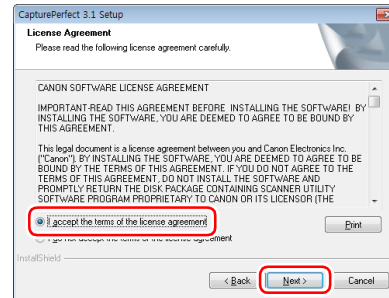 CapturePerfect 3.1 Setup
License Agreement
Please read the following license agreement carefully.
CANON SOFTWARE LICENSE AGREEMENT
IMPORTANT-READ THIS AGREEMENT BEFORE INSTALLING THE SOFTWARE! BY
INSTALLING THE SOFTWARE, YOU ARE DEEMED TO AGREE TO BE BOUND BY
THIS AGREEMENT.
This legal document is a license agreement between you and Canon Electronics Inc.
("Canon"). BY INSTALLING THE SOFTWARE, YOU ARE DEEMED TO AGREE TO BE
BOUND BY THE TERMS OF THIS AGREEMENT. IF YOU DO NOT AGREE TO THE
TERMS OF THIS AGREEMENT, DO NOT INSTALL THE SOFTWARE AND
PROMPTLY RETURN THE DISK PACKAGE CONTAINING SCANNER UTILITY
SOFTWARE PROGRAM PROPRIETARY TO CANON OR ITS LICENSOR (THE
I accept the terms of the license agreement
Print
I do not accept the terms of the license agreement
InstallShield
< Back
Next >
Cancel